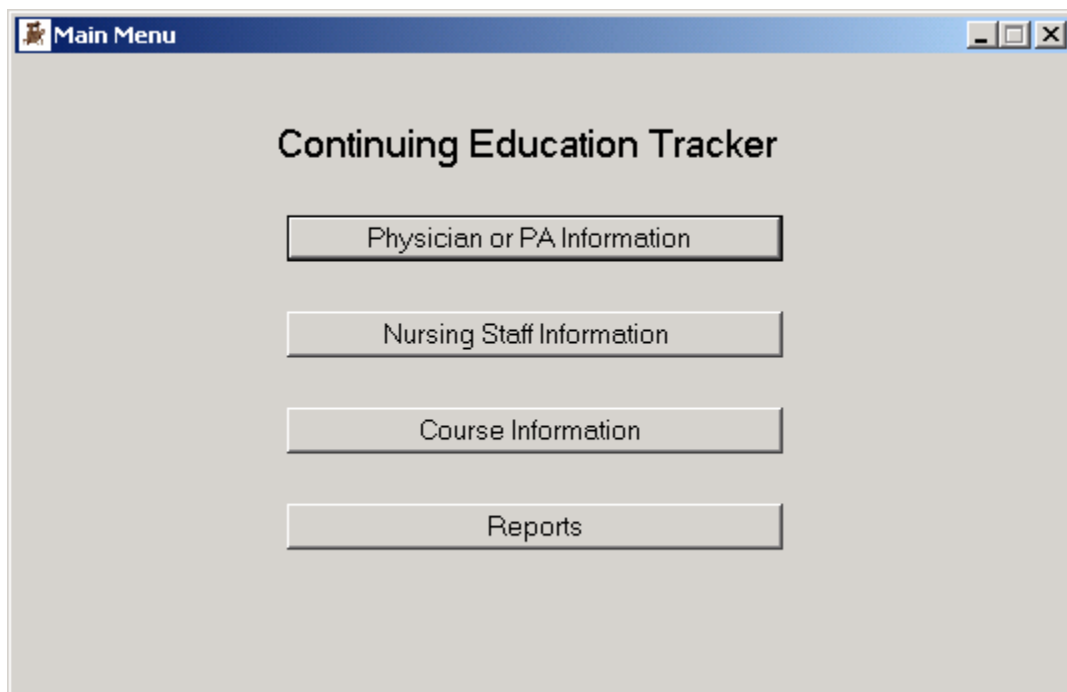 Main Menu
Continuing Education Tracker
Physician or PA Information
Nursing Staff Information
Course Information
Reports